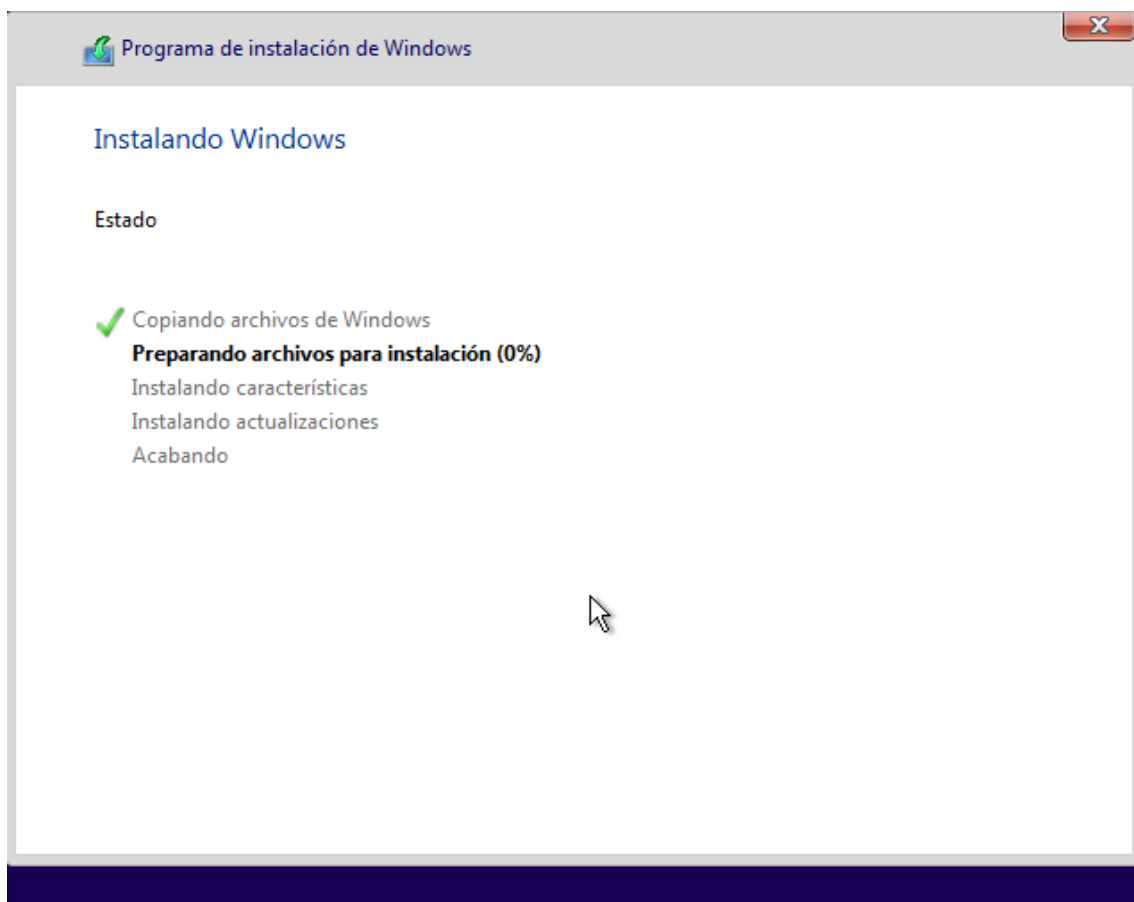 Programa de instalación de Windows
Instalando Windows
Estado
Copiando archivos de Windows
Preparando archivos para instalación (0%)
Instalando características
Instalando actualizaciones
Acabando